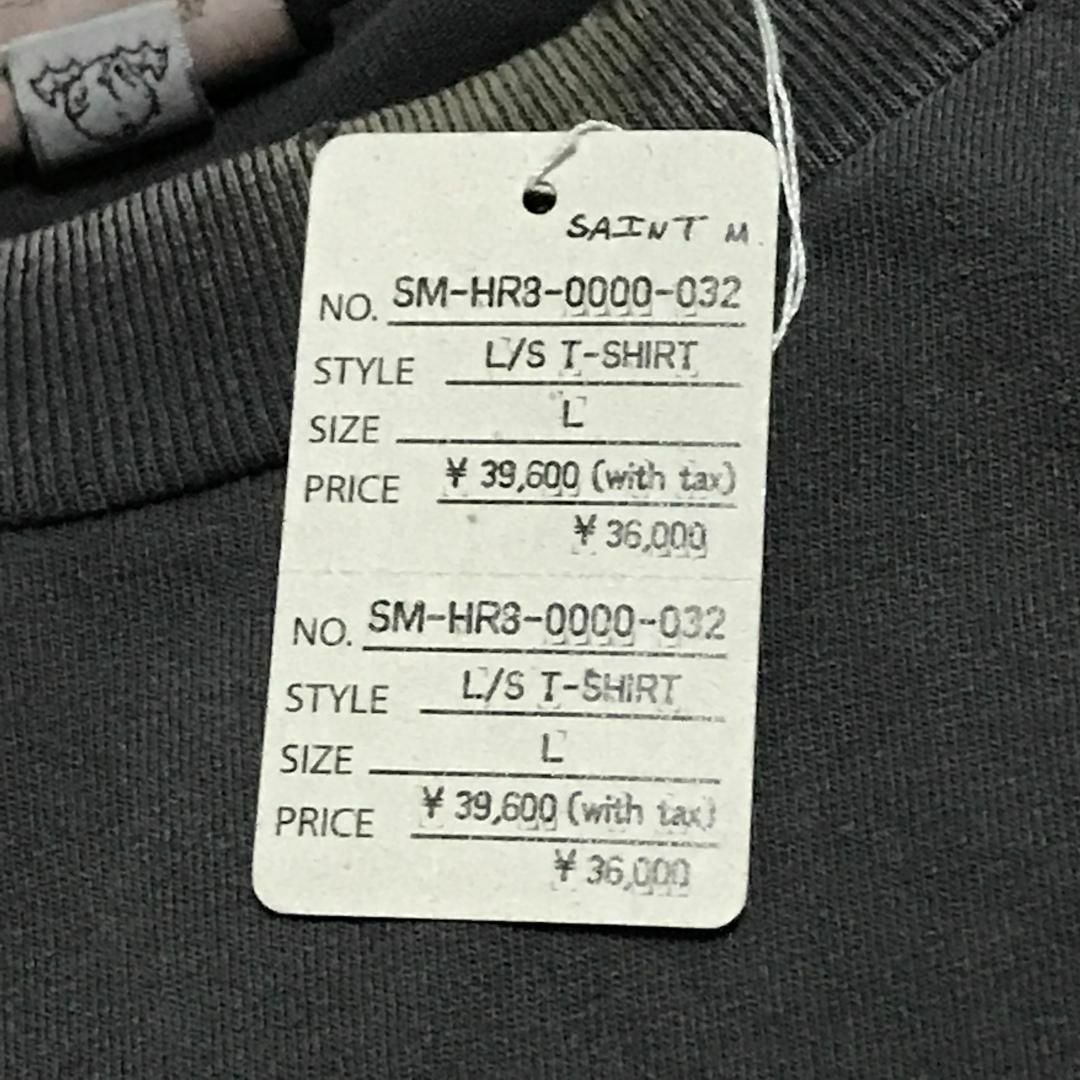 SAINT M.
NO. SM-HR8-0000-032
STYLE L/S T-SHIRT
SIZE L
PRICE ¥ 39,600 (with tax)
¥ 36,000
NO. SM-HR8-0000-032
STYLE L/S T-SHIRT
SIZE L
PRICE ¥ 39,600 (with tax)
¥ 36,000